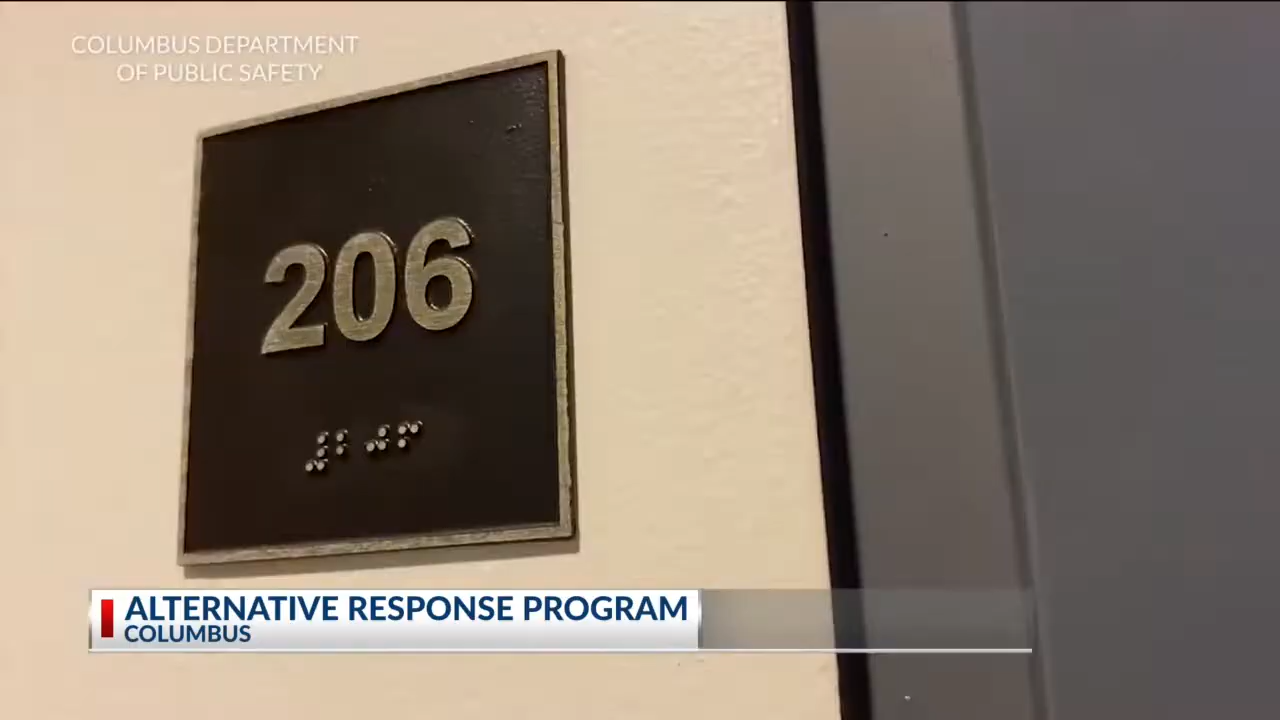 COLUMBUS DEPARTMENT
OF PUBLIC SAFETY
206
⠼⠃⠚⠋
ALTERNATIVE RESPONSE PROGRAM
COLUMBUS